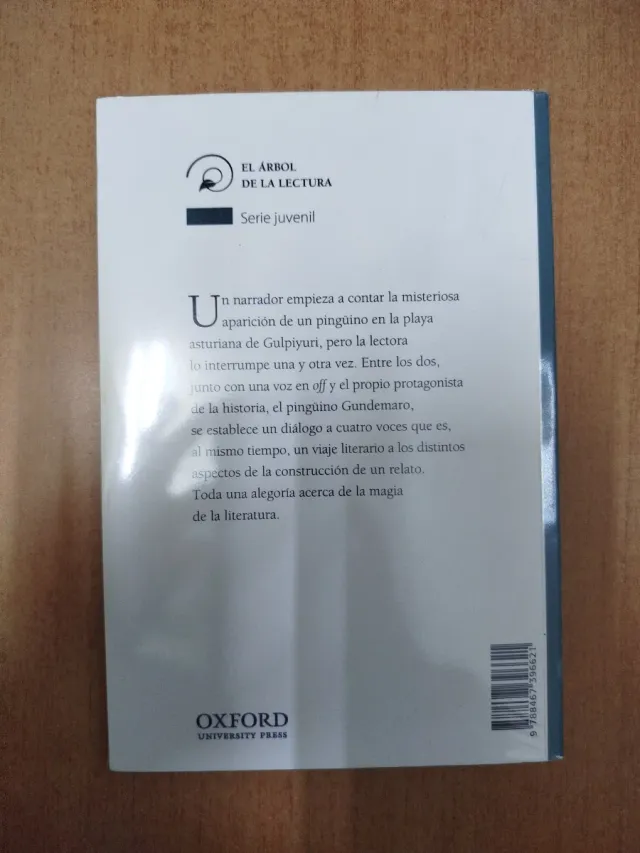 EL ÁRBOL
DE LA LECTURA
Serie juvenil
Un narrador empieza a contar la misteriosa
aparición de un pingüino en la playa
asturiana de Gulpiyuri, pero la lectora
lo interrumpe una y otra vez. Entre los dos,
junto con una voz en off y el propio protagonista
de la historia, el pingüino Gundemaro,
se establece un diálogo a cuatro voces que es,
al mismo tiempo, un viaje literario a los distintos
aspectos de la construcción de un relato.
Toda una alegoría acerca de la magia
de la literatura.
OXFORD
UNIVERSITY PRESS
9 788467 396621